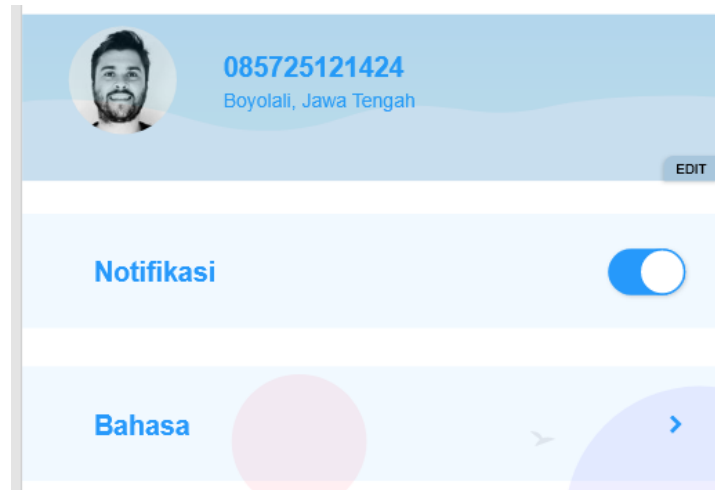 085725121424
Boyolali, Jawa Tengah
EDIT
Notifikasi
Bahasa